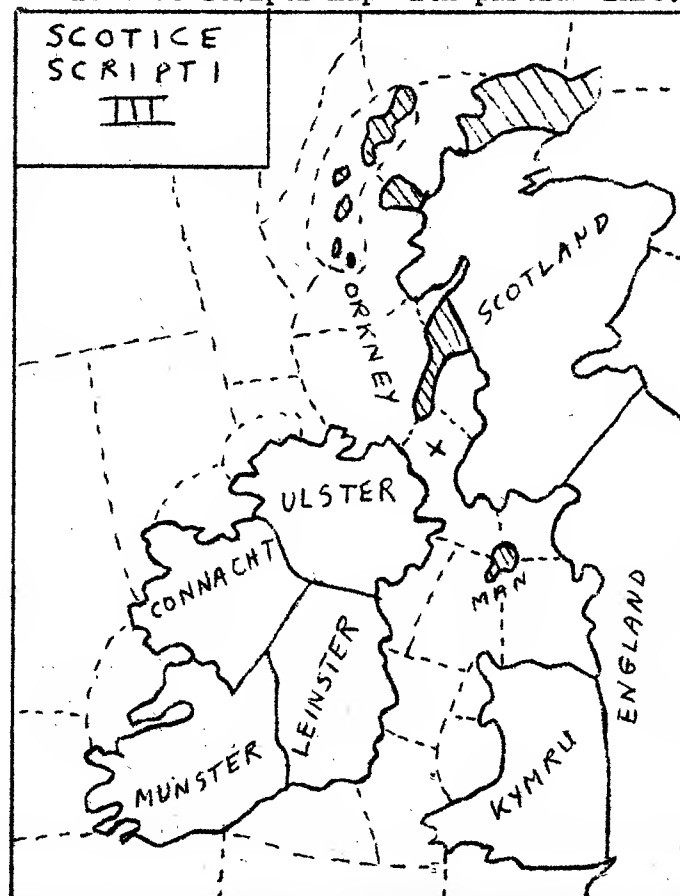 SCOTICE
SCRIPTI
III
SCOTLAND
ORKNEY
X
ULSTER
CONNACHT
MAN
ENGLAND
LEINSTER
MUNSTER
KYMRU